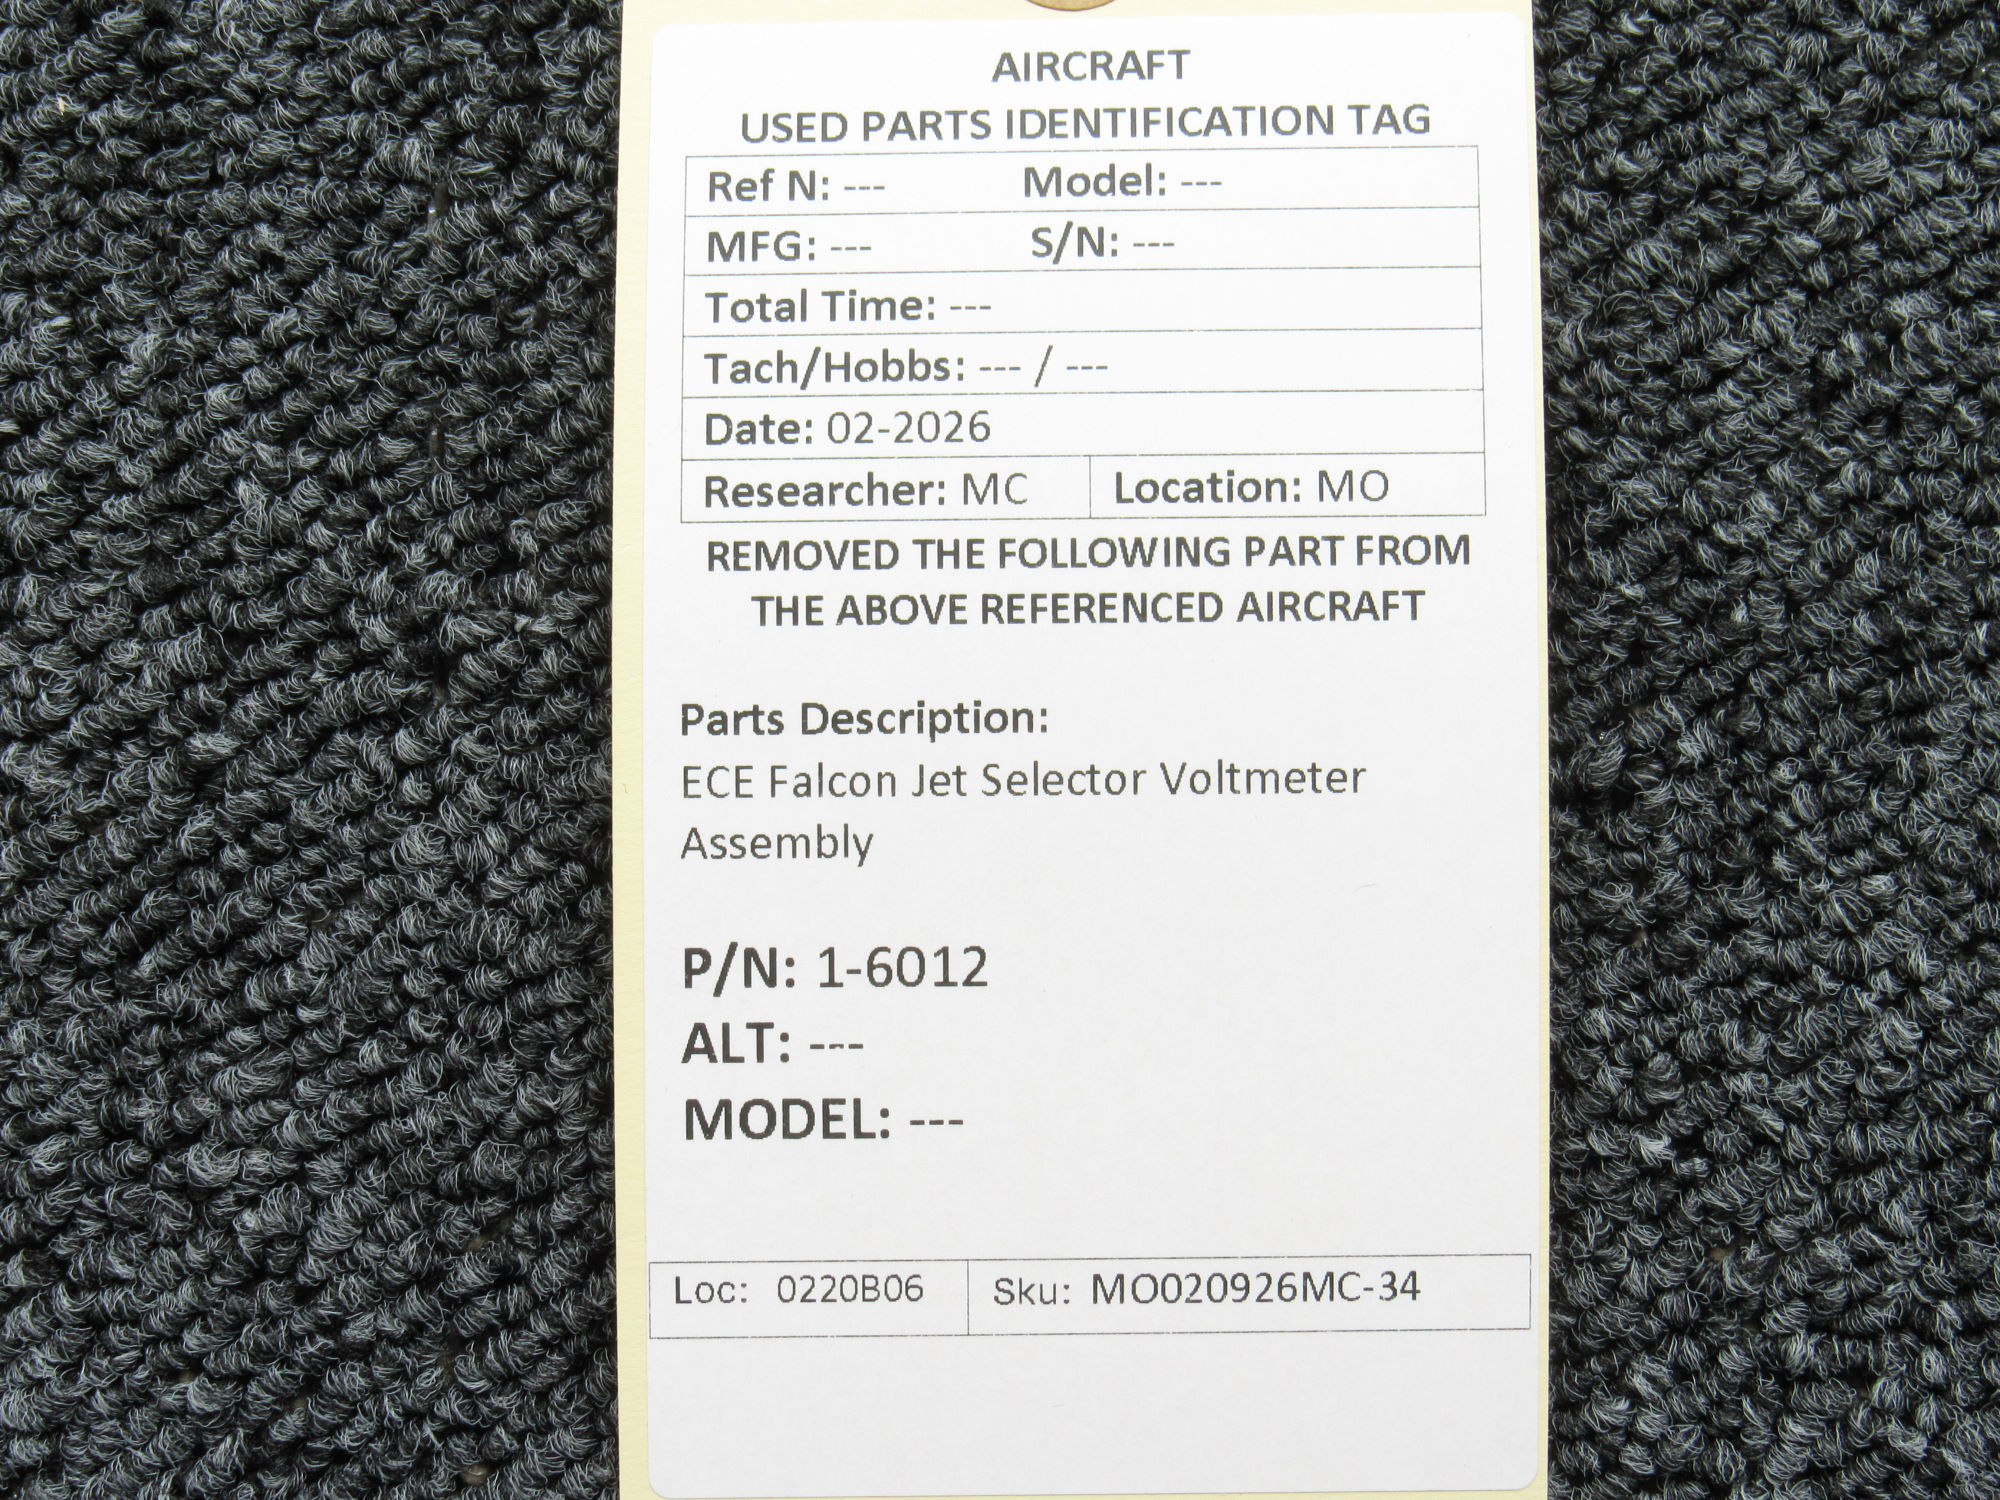 AIRCRAFT
USED PARTS IDENTIFICATION TAG
Ref N: --- Model: ---
MFG: --- S/N: ---
Total Time: ---
Tach/Hobbs: --- / ---
Date: 02-2026
Researcher: MC Location: MO
REMOVED THE FOLLOWING PART FROM
THE ABOVE REFERENCED AIRCRAFT
Parts Description:
ECE Falcon Jet Selector Voltmeter
Assembly
P/N: 1-6012
ALT: ---
MODEL: ---
Loc: 0220B06 Sku: MO020926MC-34